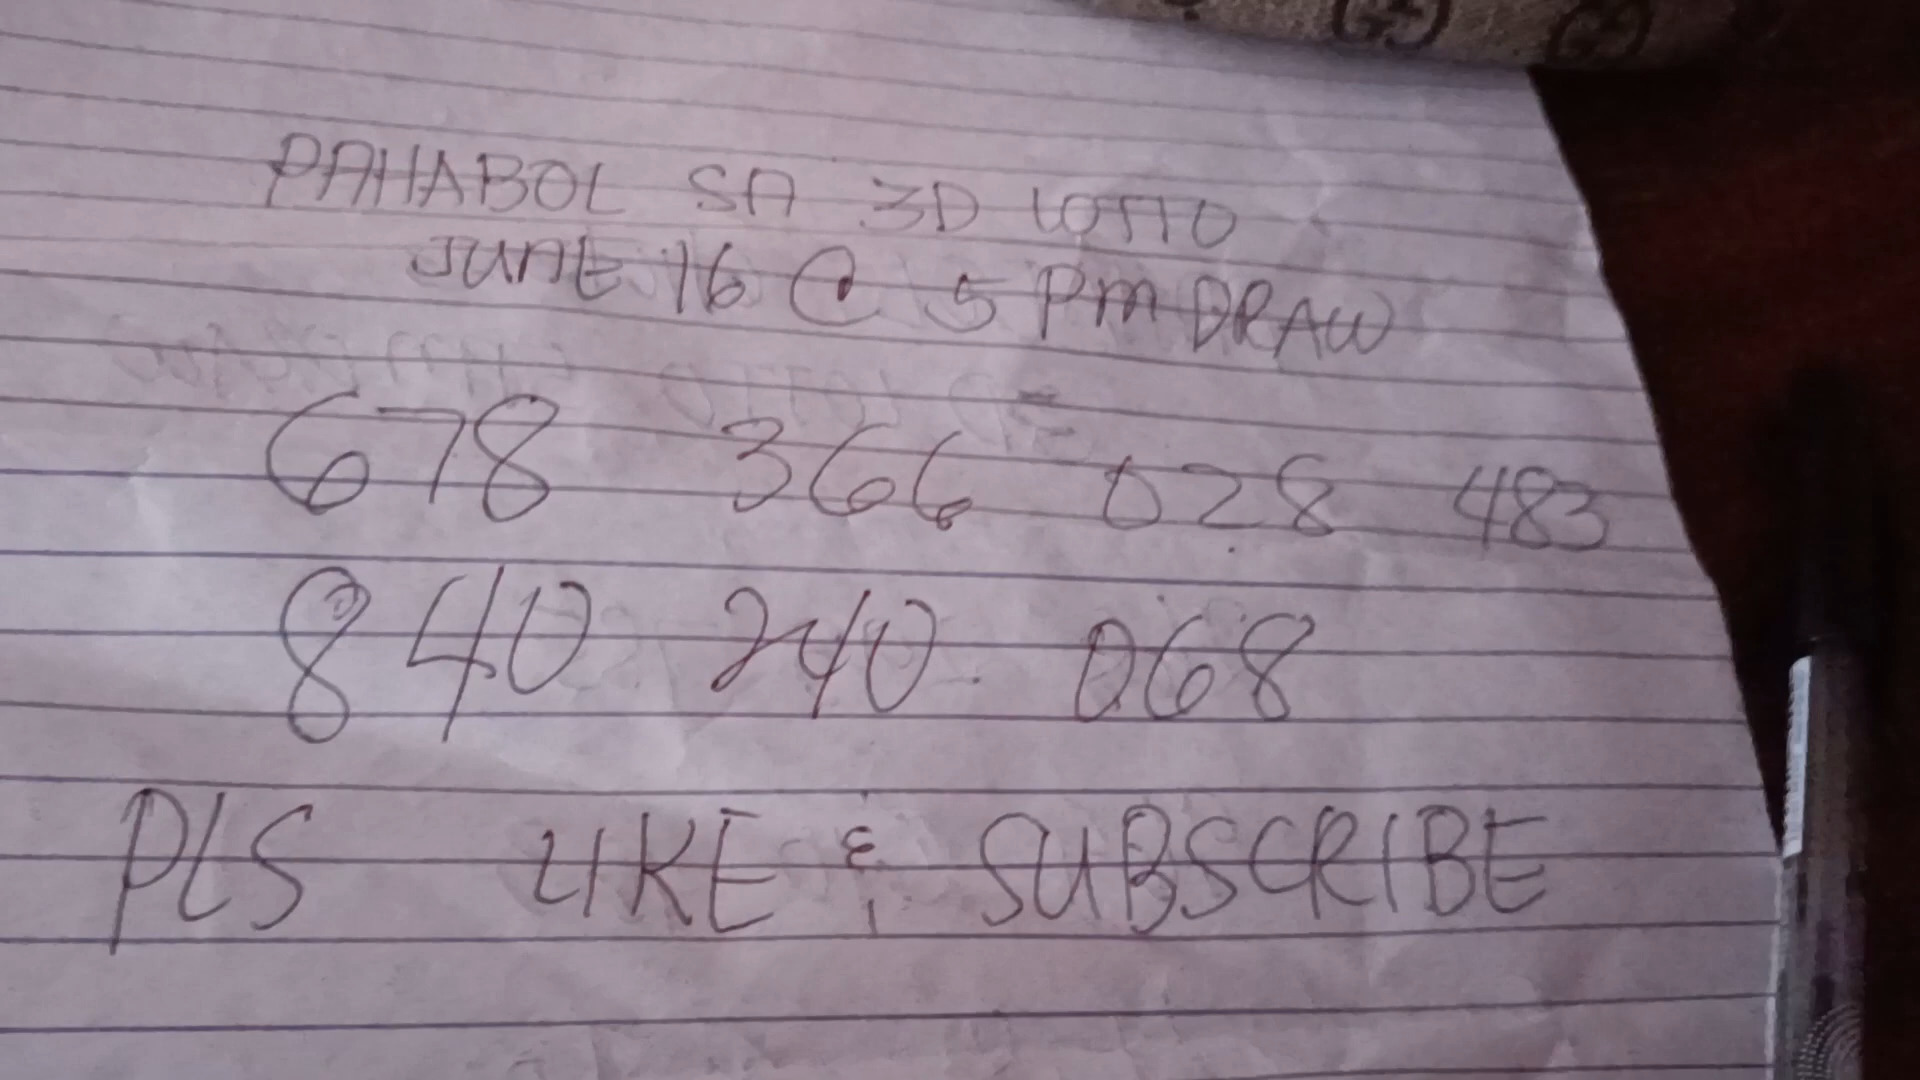 PAHABOL SA 3D LOTTO
JUNE 16 @ 5 PM DRAW
678 366 028 483
840 240 068
PLS LIKE & SUBSCRIBE